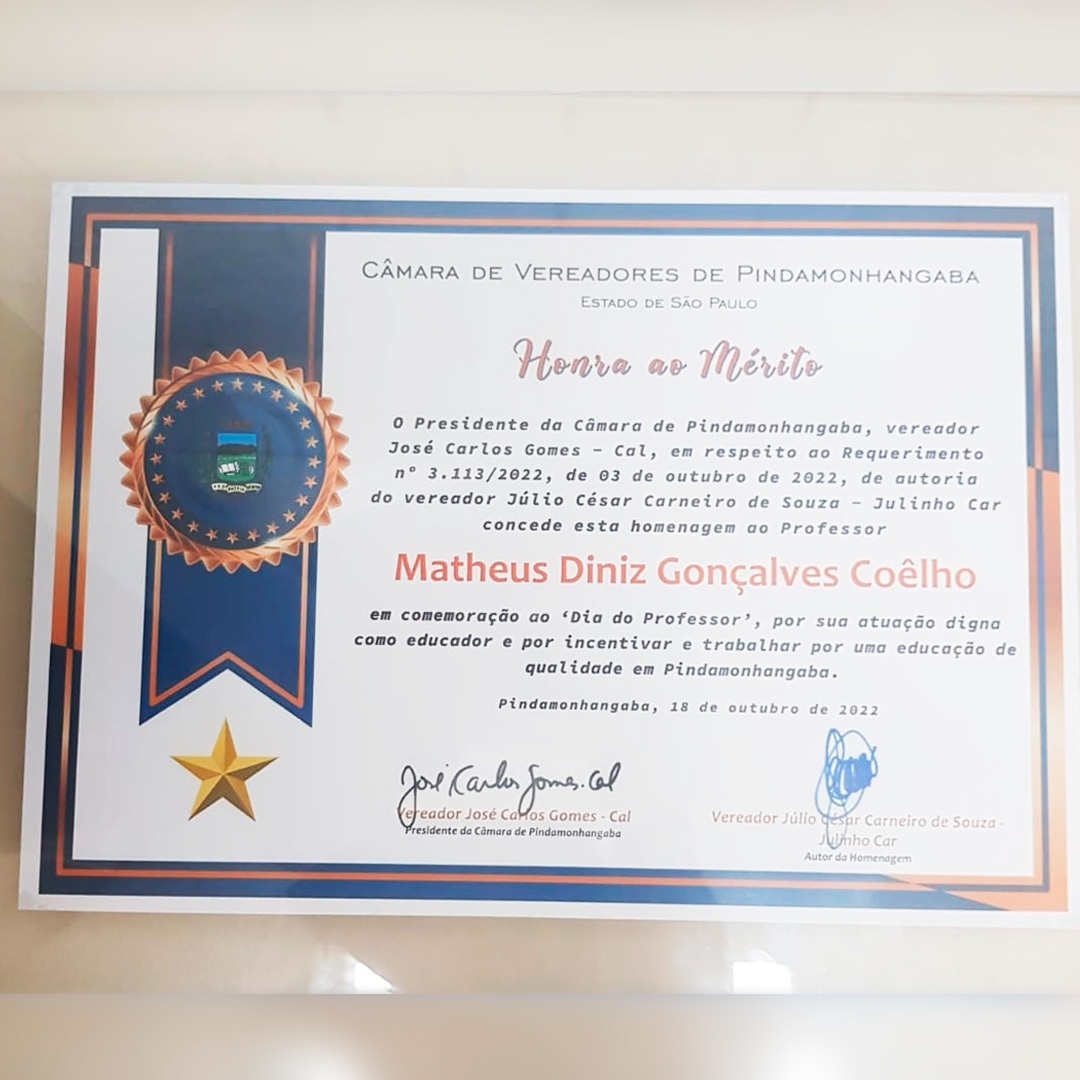 CÂMARA DE VEREADORES DE PINDAMONHANGABA
ESTADO DE SÃO PAULO
Honra ao Mérito
O Presidente da Câmara de Pindamonhangaba, vereador
José Carlos Gomes – Cal, em respeito ao Requerimento
n° 3.113/2022, de 03 de outubro de 2022, de autoria
do vereador Júlio César Carneiro de Souza – Julinho Car
concede esta homenagem ao Professor
Matheus Diniz Gonçalves Coêlho
em comemoração ao ‘Dia do Professor’, por sua atuação digna
como educador e por incentivar e trabalhar por uma educação de
qualidade em Pindamonhangaba.
Pindamonhangaba, 18 de outubro de 2022
José Carlos Gomes. Cal
Vereador José Carlos Gomes - Cal
Presidente da Câmara de Pindamonhangaba
Vereador Júlio César Carneiro de Souza -
Julinho Car
Autor da Homenagem